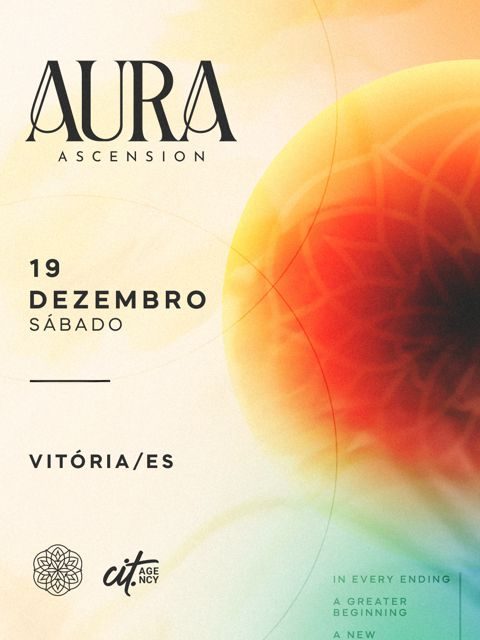 AURA
ASCENSION
19
DEZEMBRO
SÁBADO
VITÓRIA/ES
cit. AGE
NCY
IN EVERY ENDING
A GREATER
BEGINNING
A NEW